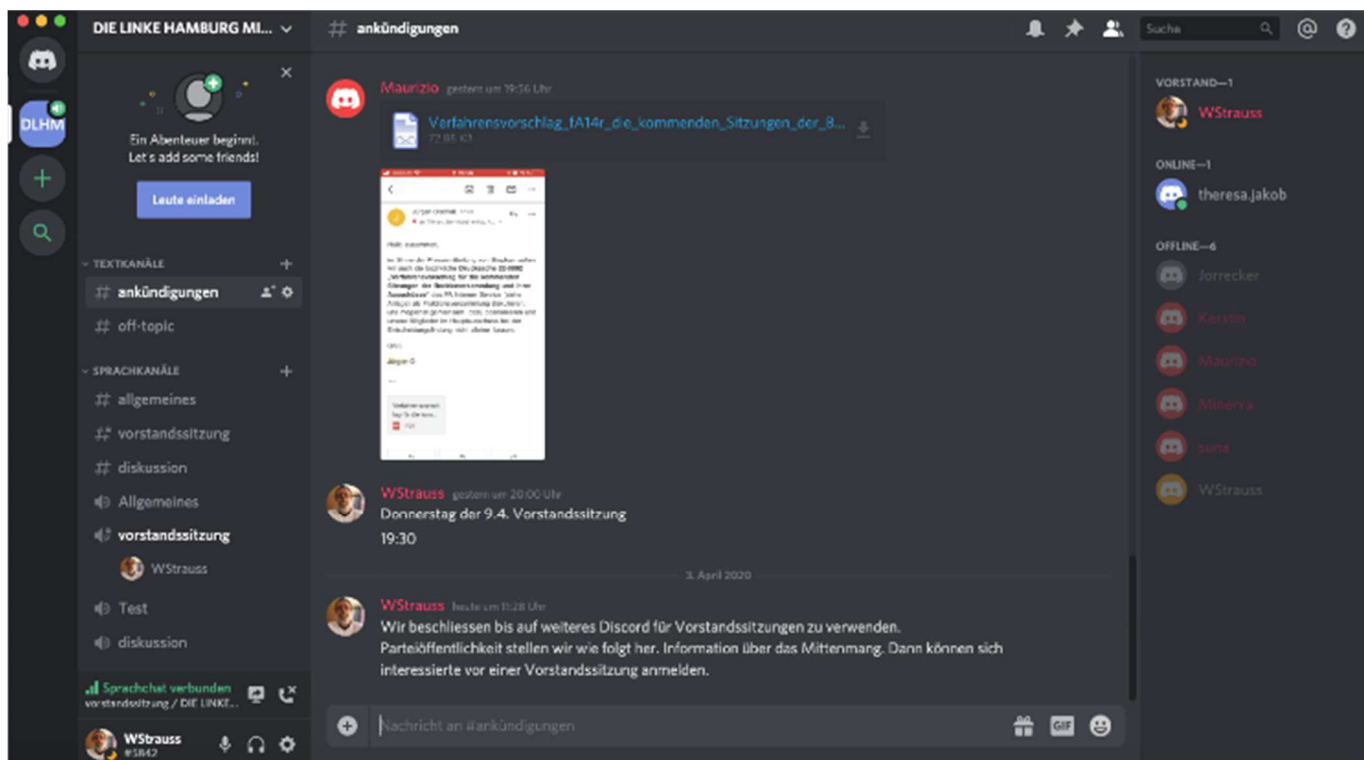 DIE LINKE HAMBURG MI...
# ankündigungen
Suche
DLHM
Ein Abenteuer beginnt.
Let's add some friends!
Leute einladen
TEXTKANÄLE
ankündigungen
off-topic
SPRACHKANÄLE
allgemeines
vorstandssitzung
diskussion
Allgemeines
vorstandssitzung
WStrauss
Test
diskussion
Sprachchat verbunden
vorstandssitzung / DIE LINKE...
WStrauss
#5842
Maurizio gestern um 19:56 Uhr
Verfahrensvorschlag_fA14r_die_kommenden_Sitzungen_der_B...
Hallo zusammen,
WStrauss gestern um 20:00 Uhr
Donnerstag der 9.4. Vorstandssitzung
19:30
3. April 2020
WStrauss heute um 11:28 Uhr
Wir beschliessen bis auf weiteres Discord für Vorstandssitzungen zu verwenden.
Parteiöffentlichkeit stellen wir wie folgt her. Information über das Mittenmang. Dann können sich
interessierte vor einer Vorstandssitzung anmelden.
Nachricht an #ankündigungen
GIF
VORSTAND—1
WStrauss
ONLINE—1
theresa.jakob
OFFLINE—6
Jorrecker
Kerstin
Maurizio
Minerva
WStrauss